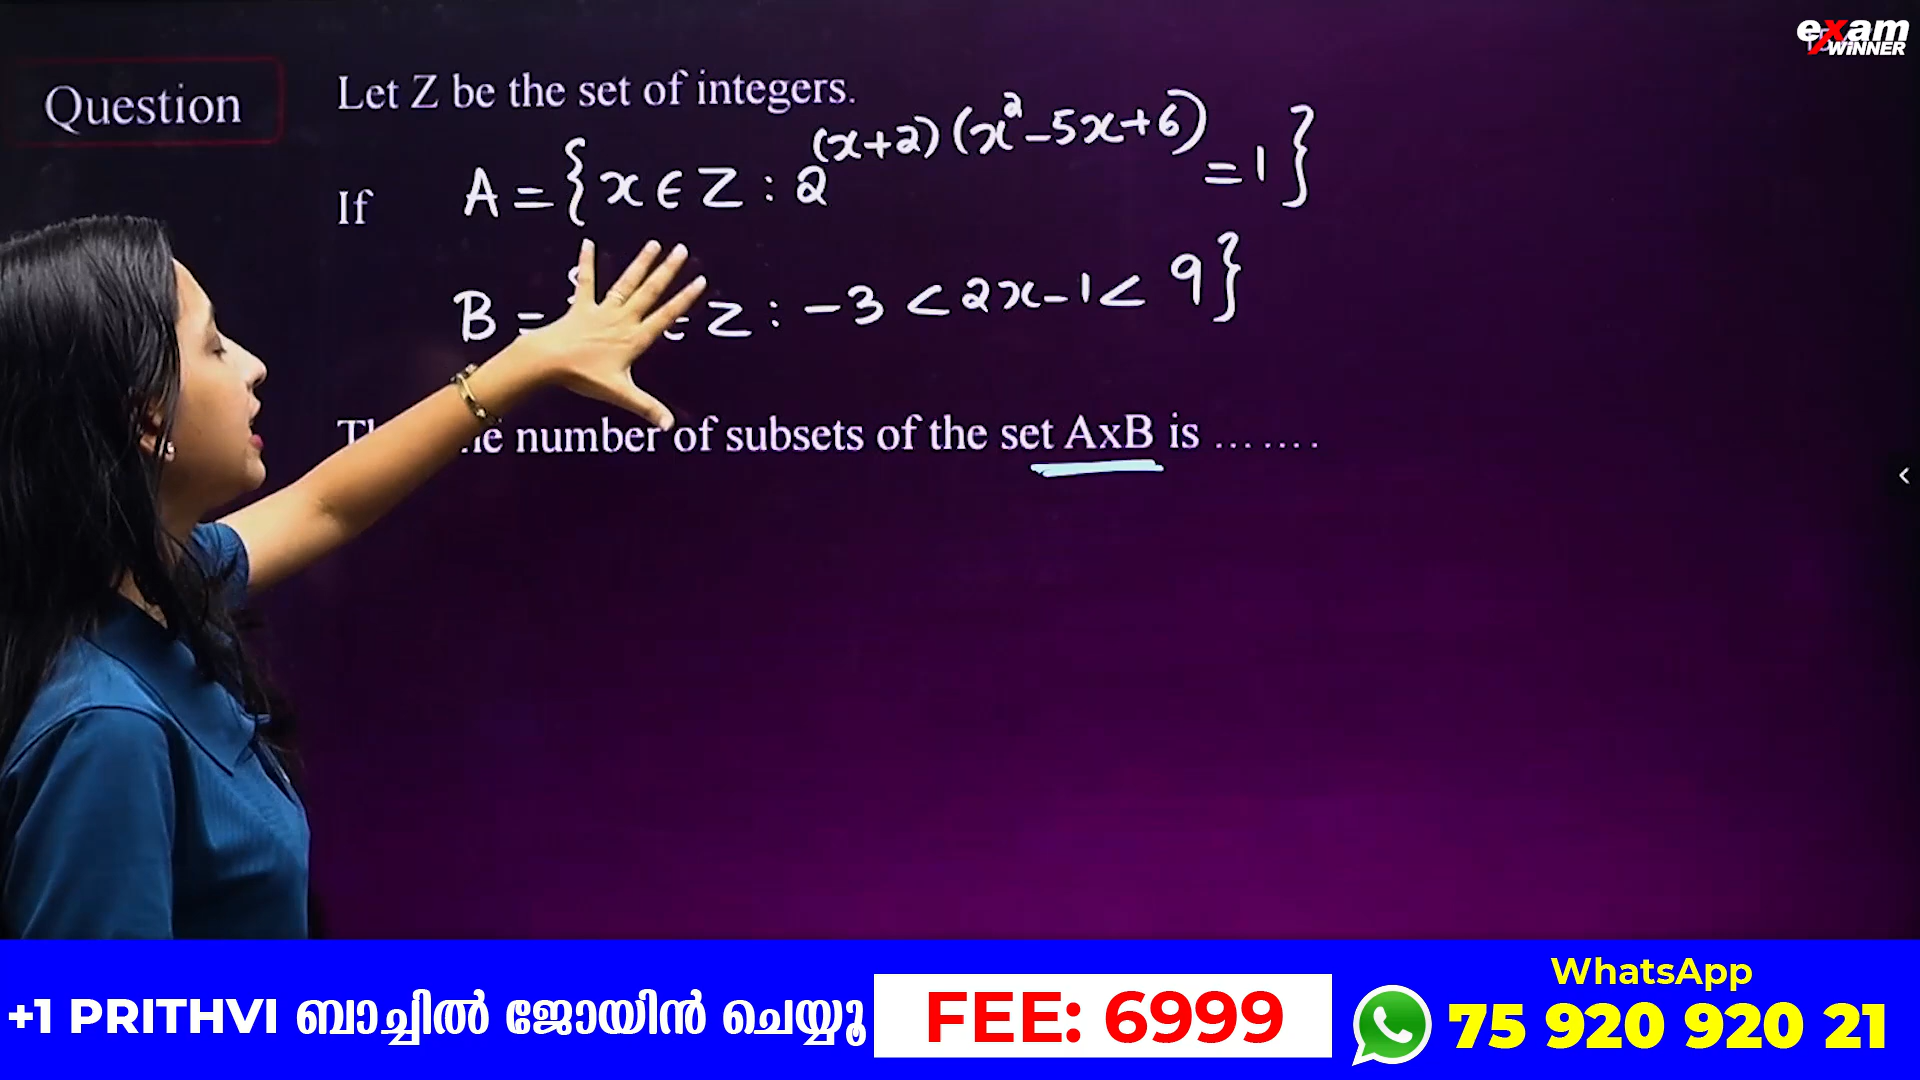 exam
WINNER
Question
Let Z be the set of integers.
If A = { x ∈ Z : 2^(x+2)(x²-5x+6) = 1 }
B = ∈ Z : -3 < 2x-1 < 9 }
number of subsets of the set AxB is …….
+1 PRITHVI ബാച്ചിൽ ജോയിൻ ചെയ്യൂ
FEE: 6999
WhatsApp
75 920 920 21